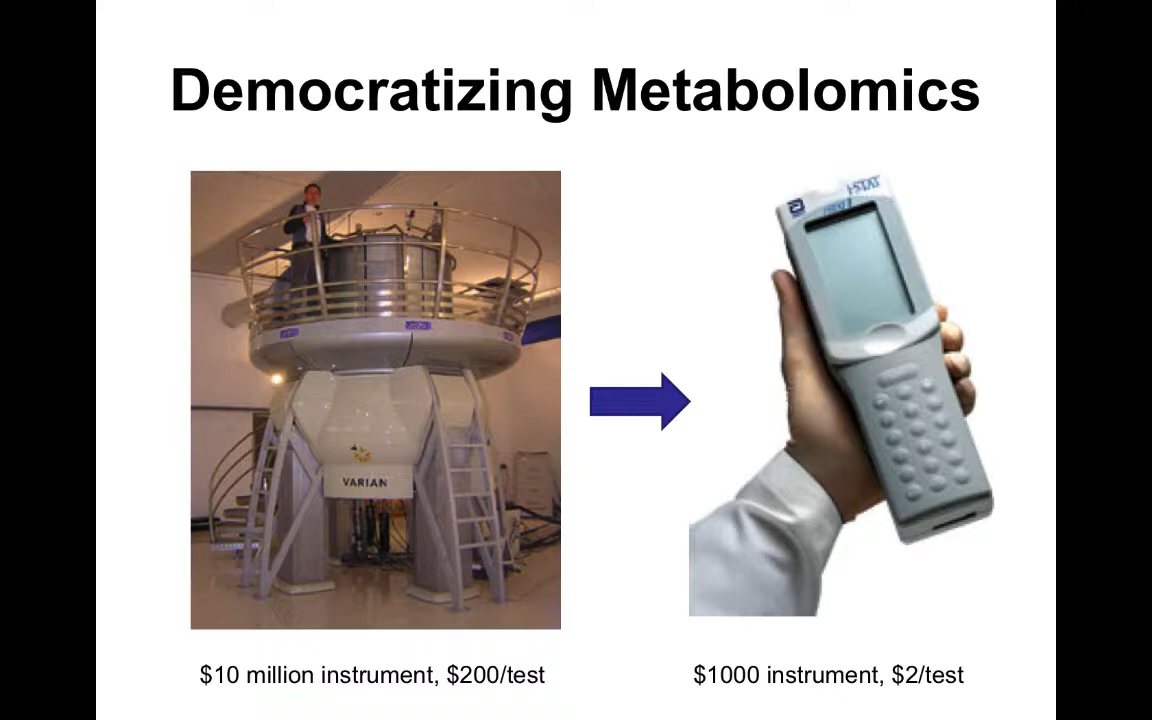 Democratizing Metabolomics
i-STAT
VARIAN
$10 million instrument, $200/test
$1000 instrument, $2/test